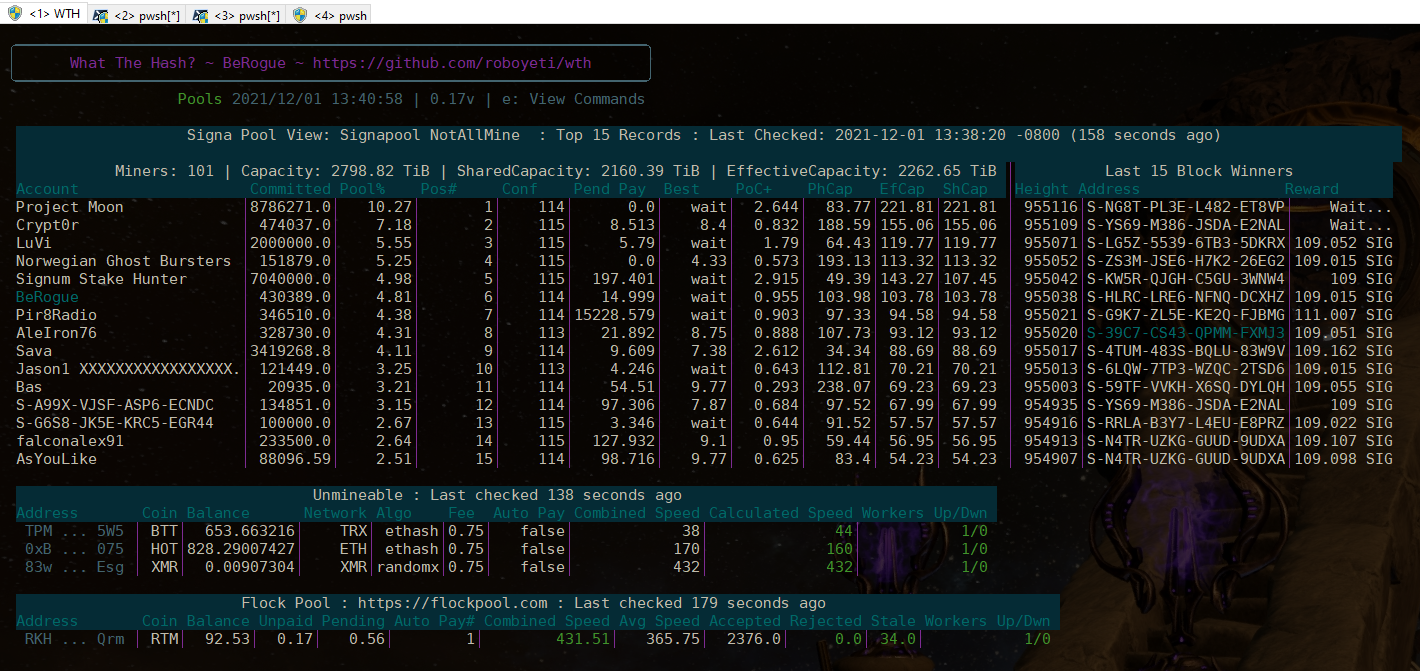 <1> WTH <2> pwsh[*] <3> pwsh[*] <4> pwsh
What The Hash? ~ BeRogue ~ https://github.com/roboyeti/wth
Pools 2021/12/01 13:40:58 | 0.17v | e: View Commands
Signa Pool View: Signapool NotAllMine : Top 15 Records : Last Checked: 2021-12-01 13:38:20 -0800 (158 seconds ago)
Miners: 101 | Capacity: 2798.82 TiB | SharedCapacity: 2160.39 TiB | EffectiveCapacity: 2262.65 TiB Last 15 Block Winners
Account Committed Pool% Pos# Conf Pend Pay Best PoC+ PhCap EfCap ShCap Height Address Reward
Project Moon 8786271.0 10.27 1 114 0.0 wait 2.644 83.77 221.81 221.81 955116 S-NG8T-PL3E-L482-ET8VP Wait...
Crypt0r 474037.0 7.18 2 115 8.513 8.4 0.832 188.59 155.06 155.06 955109 S-YS69-M386-JSDA-E2NAL Wait...
LuVi 2000000.0 5.55 3 115 5.79 wait 1.79 64.43 119.77 119.77 955071 S-LG5Z-5539-6TB3-5DKRX 109.052 SIG
Norwegian Ghost Bursters 151879.0 5.25 4 115 0.0 4.33 0.573 193.13 113.32 113.32 955052 S-ZS3M-JSE6-H7K2-26EG2 109.015 SIG
Signum Stake Hunter 7040000.0 4.98 5 115 197.401 wait 2.915 49.39 143.27 107.45 955042 S-KW5R-QJGH-C5GU-3WNW4 109 SIG
BeRogue 430389.0 4.81 6 114 14.999 wait 0.955 103.98 103.78 103.78 955038 S-HLRC-LRE6-NFNQ-DCXHZ 109.015 SIG
Pir8Radio 346510.0 4.38 7 114 15228.579 wait 0.903 97.33 94.58 94.58 955021 S-G9K7-ZL5E-KE2Q-FJBMG 111.007 SIG
AleIron76 328730.0 4.31 8 113 21.892 8.75 0.888 107.73 93.12 93.12 955020 S-39C7-CS43-QPMM-FXMJ3 109.051 SIG
Sava 3419268.8 4.11 9 114 9.609 7.38 2.612 34.34 88.69 88.69 955017 S-4TUM-483S-BQLU-83W9V 109.162 SIG
Jason1 XXXXXXXXXXXXXXXXX. 121449.0 3.25 10 113 4.246 wait 0.643 112.81 70.21 70.21 955013 S-6LQW-7TP3-WZQC-2TSD6 109.015 SIG
Bas 20935.0 3.21 11 114 54.51 9.77 0.293 238.07 69.23 69.23 955003 S-59TF-VVKH-X6SQ-DYLQH 109.055 SIG
S-A99X-VJSF-ASP6-ECNDC 134851.0 3.15 12 114 97.306 7.87 0.684 97.52 67.99 67.99 954935 S-YS69-M386-JSDA-E2NAL 109 SIG
S-G6S8-JK5E-KRC5-EGR44 100000.0 2.67 13 115 3.346 wait 0.644 91.52 57.57 57.57 954916 S-RRLA-B3Y7-L4EU-E8PRZ 109.022 SIG
falconalex91 233500.0 2.64 14 115 127.932 9.1 0.95 59.44 56.95 56.95 954913 S-N4TR-UZKG-GUUD-9UDXA 109.107 SIG
AsYouLike 88096.59 2.51 15 114 98.716 9.77 0.625 83.4 54.23 54.23 954907 S-N4TR-UZKG-GUUD-9UDXA 109.098 SIG
Unmineable : Last checked 138 seconds ago
Address Coin Balance Network Algo Fee Auto Pay Combined Speed Calculated Speed Workers Up/Dwn
TPM ... 5W5 BTT 653.663216 TRX ethash 0.75 false 38 44 1/0
0xB ... 075 HOT 828.29007427 ETH ethash 0.75 false 170 160 1/0
83w ... Esg XMR 0.00907304 XMR randomx 0.75 false 432 432 1/0
Flock Pool : https://flockpool.com : Last checked 179 seconds ago
Address Coin Balance Unpaid Pending Auto Pay# Combined Speed Avg Speed Accepted Rejected Stale Workers Up/Dwn
RKH ... Qrm RTM 92.53 0.17 0.56 1 431.51 365.75 2376.0 0.0 34.0 1/0